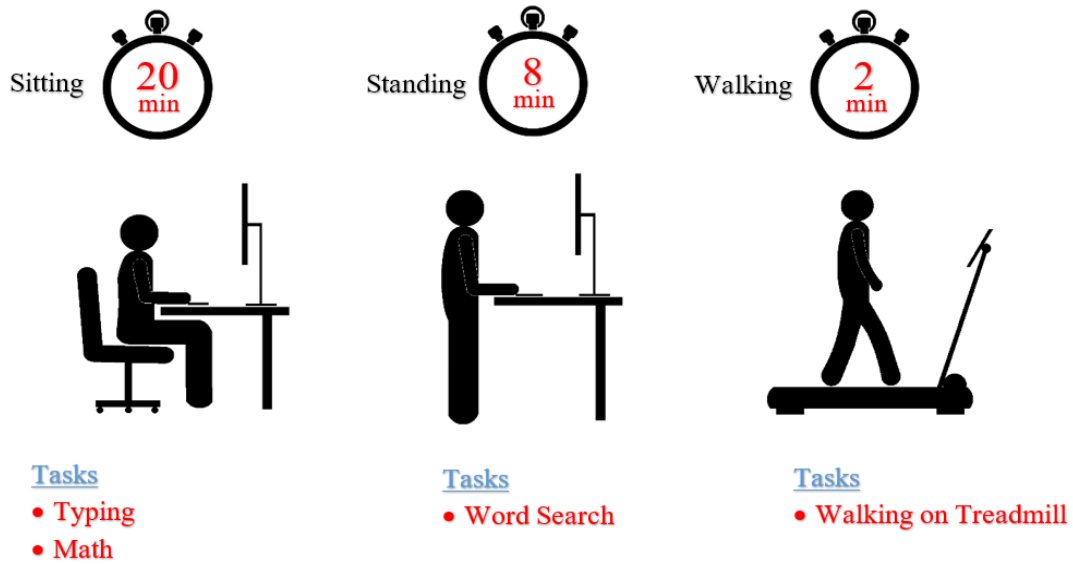 Sitting
20
min
Standing
8
min
Walking
2
min
Tasks
• Typing
• Math
Tasks
• Word Search
Tasks
• Walking on Treadmill